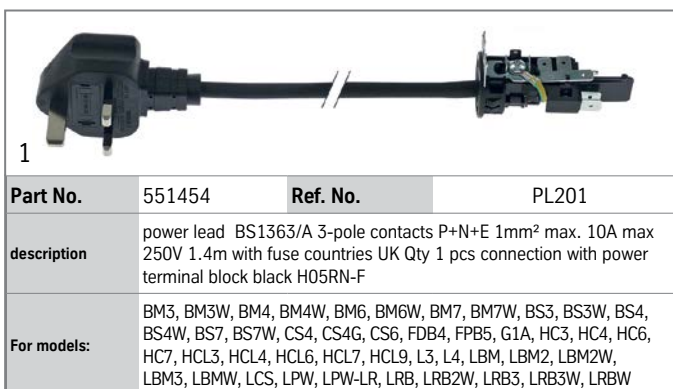 1
Part No. 551454 Ref. No. PL201
description
power lead BS1363/A 3-pole contacts P+N+E 1mm² max. 10A max
250V 1.4m with fuse countries UK Qty 1 pcs connection with power
terminal block black H05RN-F
For models:
BM3, BM3W, BM4, BM4W, BM6, BM6W, BM7, BM7W, BS3, BS3W, BS4,
BS4W, BS7, BS7W, CS4, CS4G, CS6, FDB4, FPB5, G1A, HC3, HC4, HC6,
HC7, HCL3, HCL4, HCL6, HCL7, HCL9, L3, L4, LBM, LBM2, LBM2W,
LBM3, LBMW, LCS, LPW, LPW-LR, LRB, LRB2W, LRB3, LRB3W, LRBW